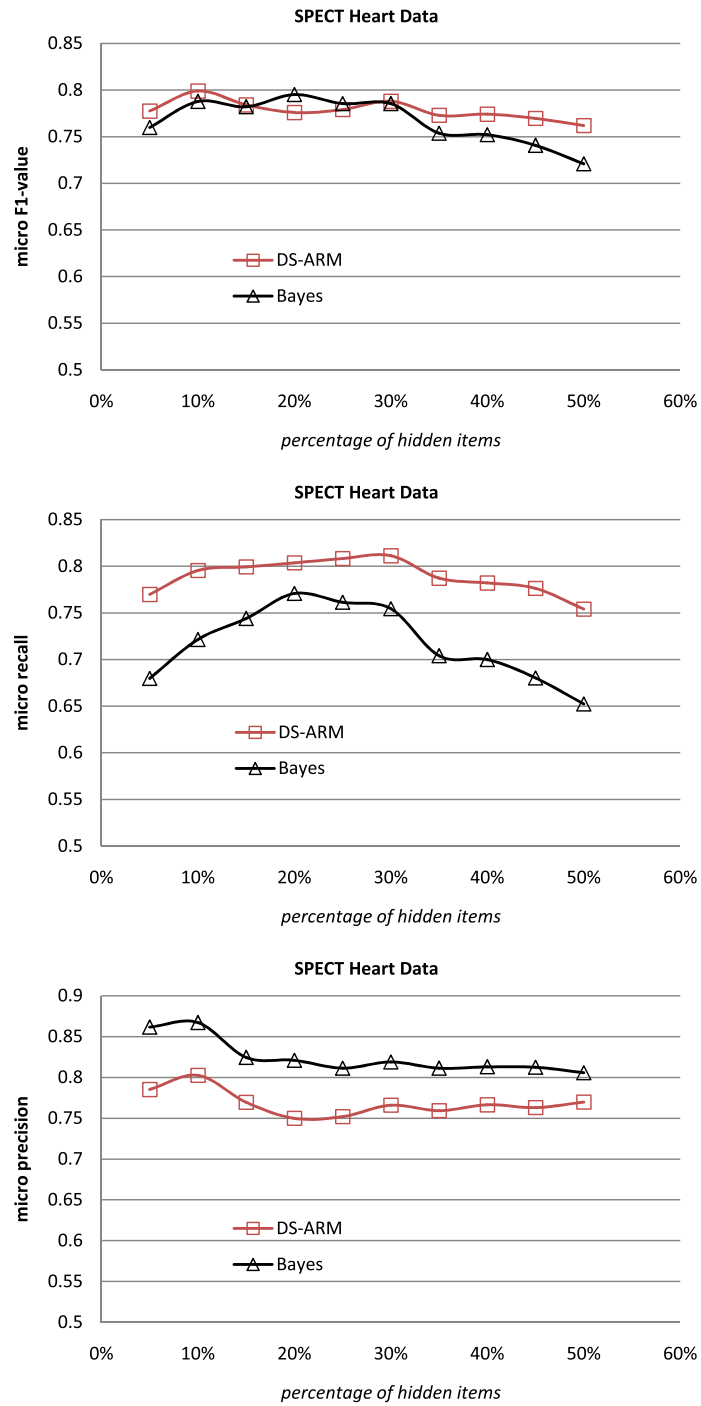 SPECT Heart Data
0.85
0.8
0.75
0.7
0.65
0.6
0.55
0.5
micro F1-value
DS-ARM
Bayes
0% 10% 20% 30% 40% 50% 60%
percentage of hidden items
SPECT Heart Data
0.85
0.8
0.75
0.7
0.65
0.6
0.55
0.5
micro recall
DS-ARM
Bayes
0% 10% 20% 30% 40% 50% 60%
percentage of hidden items
SPECT Heart Data
0.9
0.85
0.8
0.75
0.7
0.65
0.6
0.55
0.5
micro precision
DS-ARM
Bayes
0% 10% 20% 30% 40% 50% 60%
percentage of hidden items